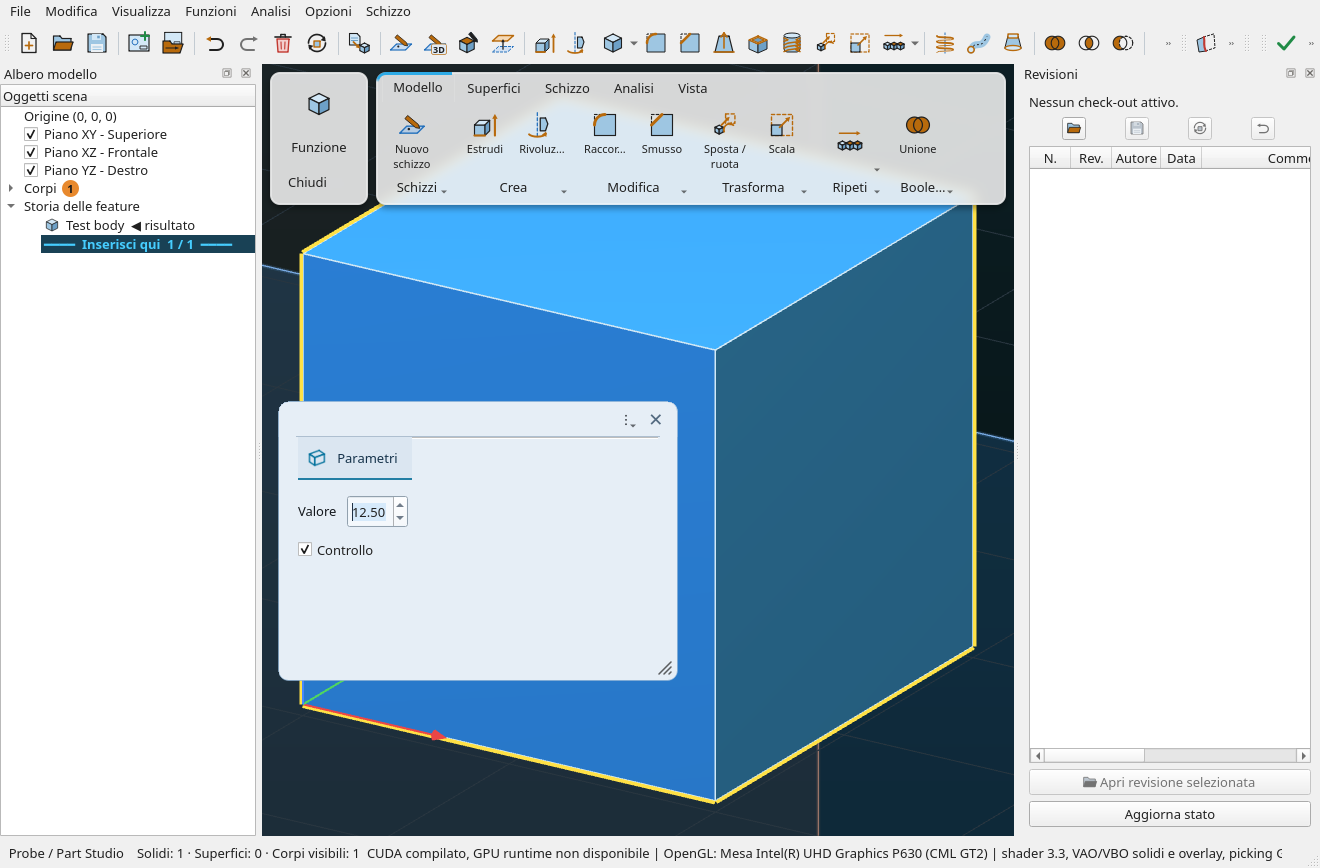 File Modifica Visualizza Funzioni Analisi Opzioni Schizzo
3D
Albero modello
Oggetti scena
Origine (0, 0, 0)
Piano XY - Superiore
Piano XZ - Frontale
Piano YZ - Destro
Corpi 1
Storia delle feature
Test body ◀ risultato
Inserisci qui 1 / 1
Funzione
Chiudi
Modello Superfici Schizzo Analisi Vista
Nuovo schizzo
Estrudi
Rivoluz...
Raccor...
Smusso
Sposta / ruota
Scala
Unione
Schizzi Crea Modifica Trasforma Ripeti Boole...
Parametri
Valore 12.50
Controllo
Revisioni
Nessun check-out attivo.
N. Rev. Autore Data Comme
Apri revisione selezionata
Aggiorna stato
Probe / Part Studio Solidi: 1 · Superfici: 0 · Corpi visibili: 1 CUDA compilato, GPU runtime non disponibile | OpenGL: Mesa Intel(R) UHD Graphics P630 (CML GT2) | shader 3.3, VAO/VBO solidi e overlay, picking